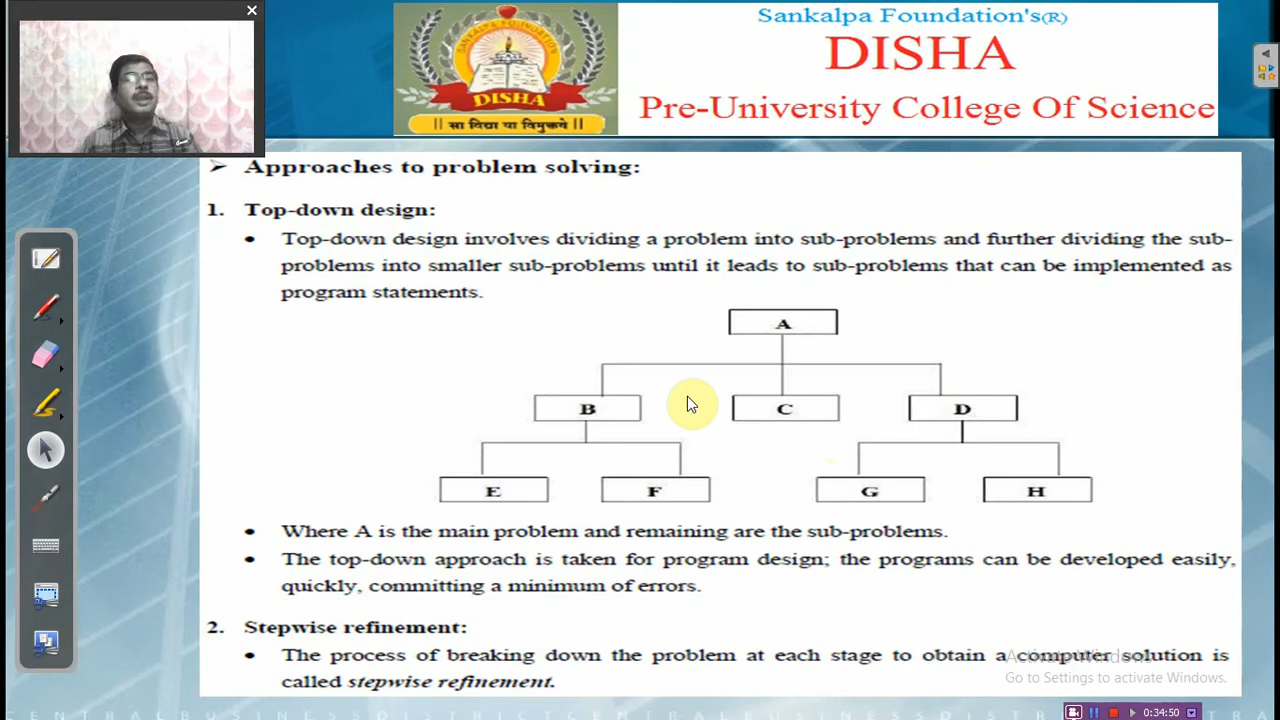 Sankalpa Foundation's(R)
DISHA
Pre-University College Of Science
SANKALPA FOUNDATION'S
DISHA
|| सा विद्या या विमुक्तये ||
➢ Approaches to problem solving:
1. Top-down design:
• Top-down design involves dividing a problem into sub-problems and further dividing the sub-
problems into smaller sub-problems until it leads to sub-problems that can be implemented as
program statements.
A
B C D
E F G H
• Where A is the main problem and remaining are the sub-problems.
• The top-down approach is taken for program design; the programs can be developed easily,
quickly, committing a minimum of errors.
2. Stepwise refinement:
• The process of breaking down the problem at each stage to obtain a computer solution is
called stepwise refinement.
Activate Windows
Go to Settings to activate Windows.
0:34:50